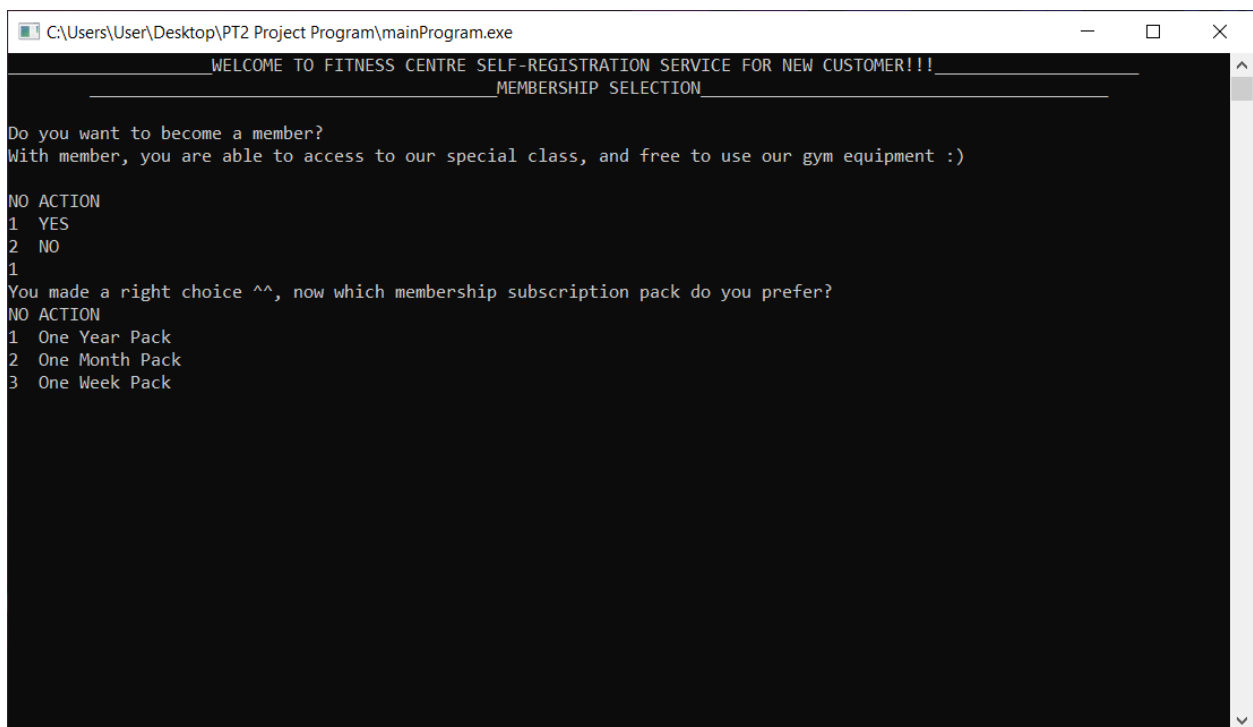 C:\Users\User\Desktop\PT2 Project Program\mainProgram.exe
____________________WELCOME TO FITNESS CENTRE SELF-REGISTRATION SERVICE FOR NEW CUSTOMER!!!____________________
________________________________________MEMBERSHIP SELECTION________________________________________
Do you want to become a member?
With member, you are able to access to our special class, and free to use our gym equipment :)
NO ACTION
1  YES
2  NO
1
You made a right choice ^^, now which membership subscription pack do you prefer?
NO ACTION
1  One Year Pack
2  One Month Pack
3  One Week Pack